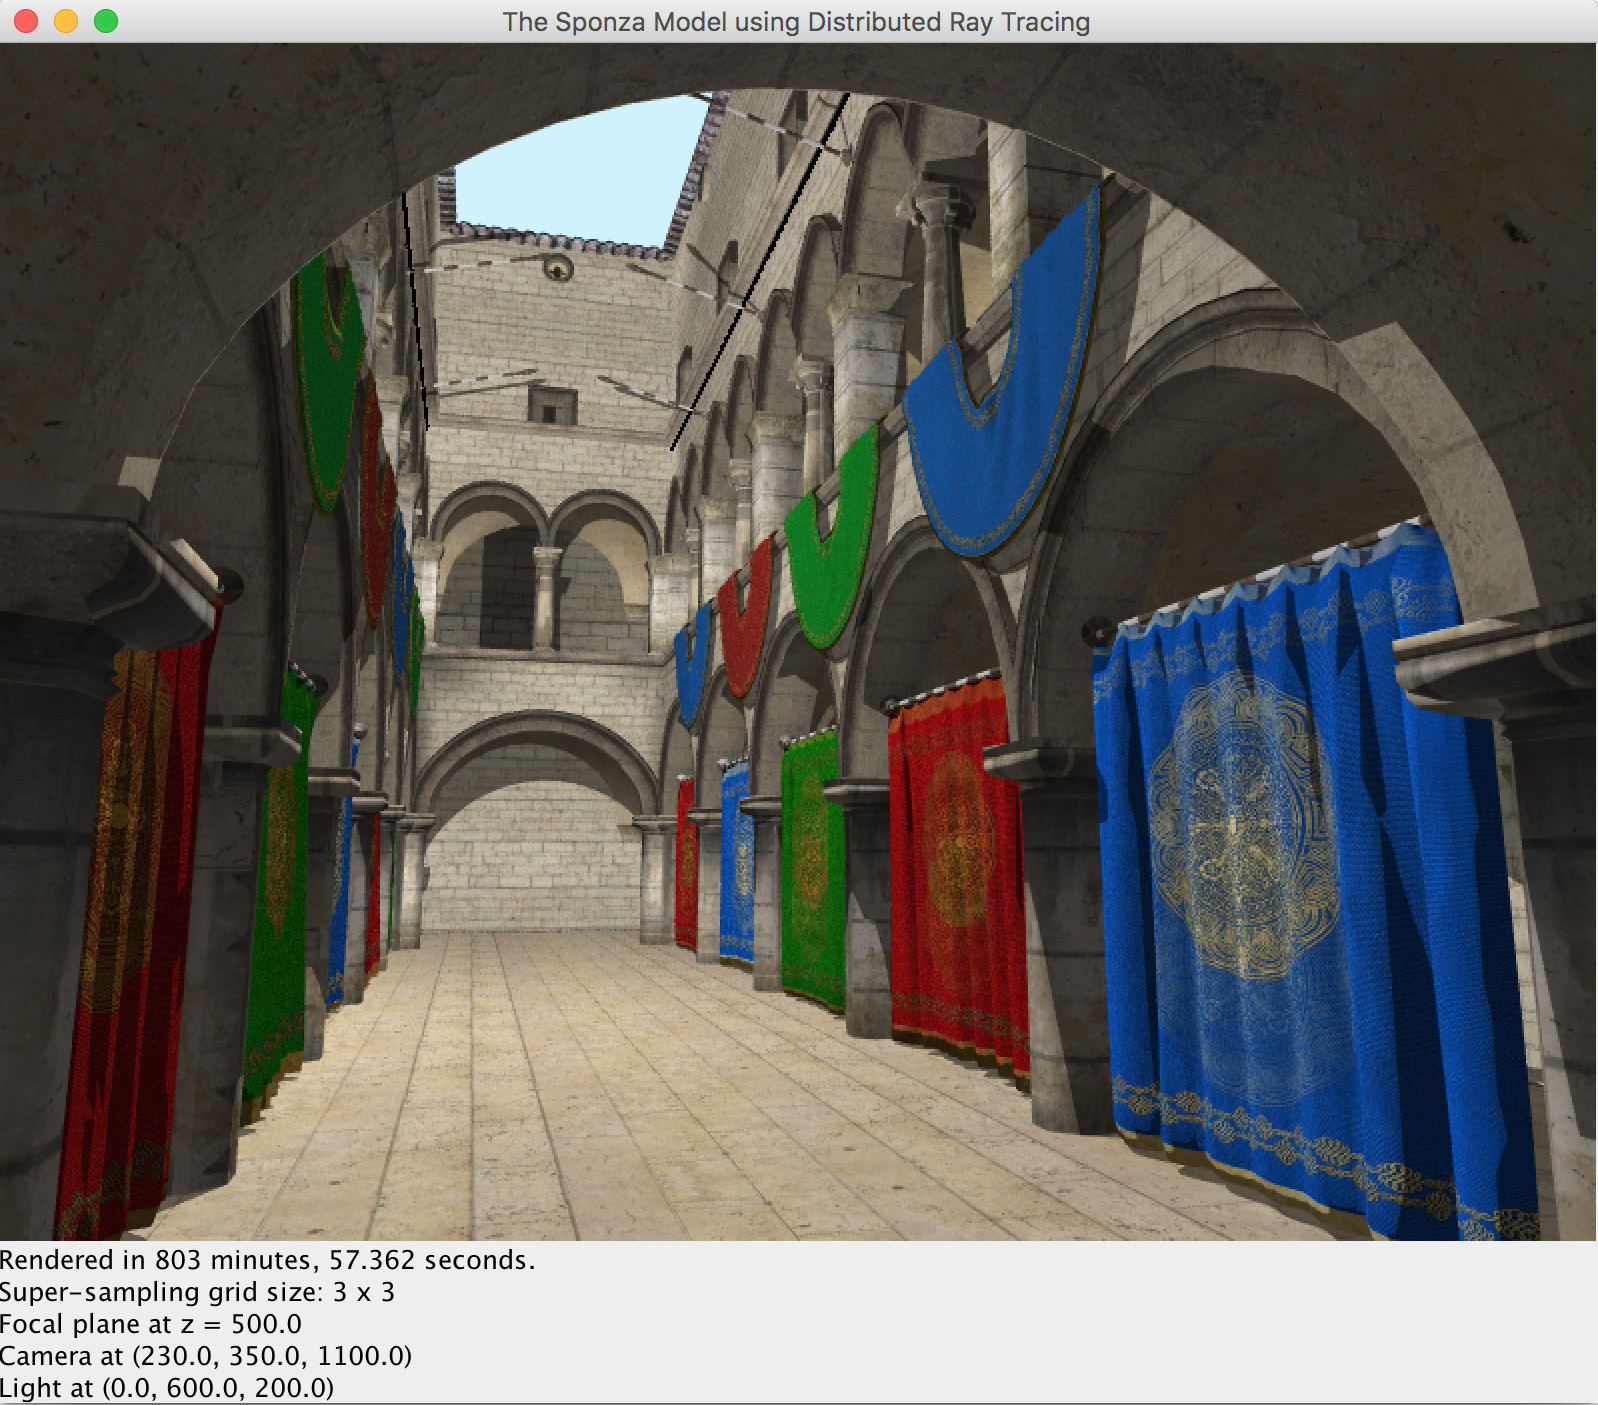 The Sponza Model using Distributed Ray Tracing
Rendered in 803 minutes, 57.362 seconds.
Super-sampling grid size: 3 x 3
Focal plane at z = 500.0
Camera at (230.0, 350.0, 1100.0)
Light at (0.0, 600.0, 200.0)